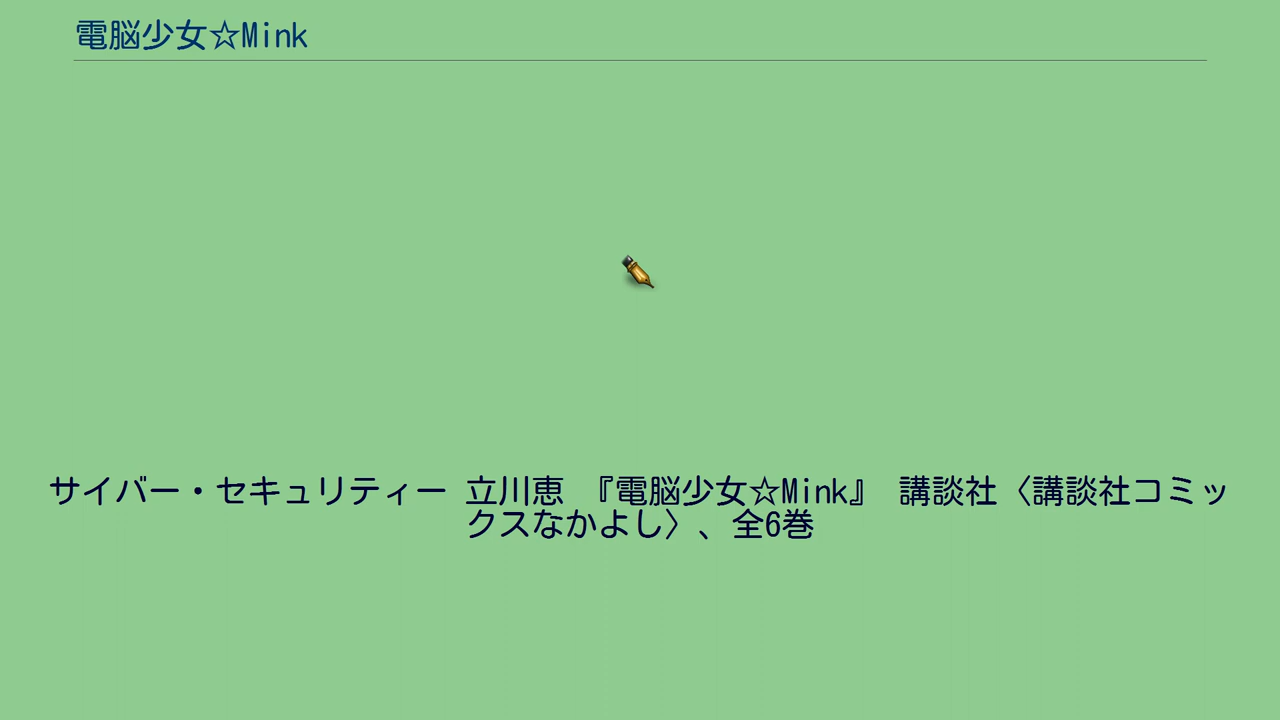 電脳少女☆Mink
サイバー・セキュリティー 立川恵 『電脳少女☆Mink』 講談社〈講談社コミッ
クスなかよし〉、全6巻